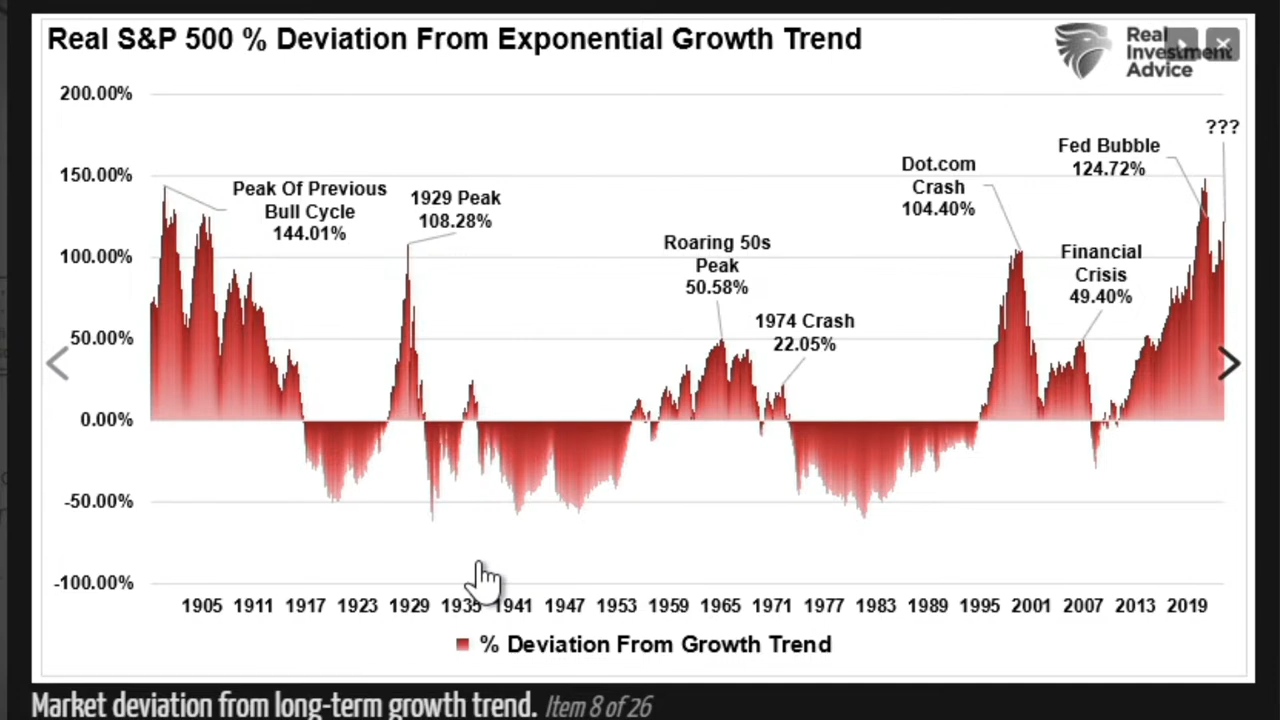 Real S&P 500 % Deviation From Exponential Growth Trend
Real
Investment
Advice
200.00%
150.00%
100.00%
50.00%
0.00%
-50.00%
-100.00%
Peak Of Previous
Bull Cycle
144.01%
1929 Peak
108.28%
Roaring 50s
Peak
50.58%
1974 Crash
22.05%
Dot.com
Crash
104.40%
Financial
Crisis
49.40%
Fed Bubble
124.72%
???
1905 1911 1917 1923 1929 1935 1941 1947 1953 1959 1965 1971 1977 1983 1989 1995 2001 2007 2013 2019
% Deviation From Growth Trend
Market deviation from long-term growth trend. Item 8 of 26